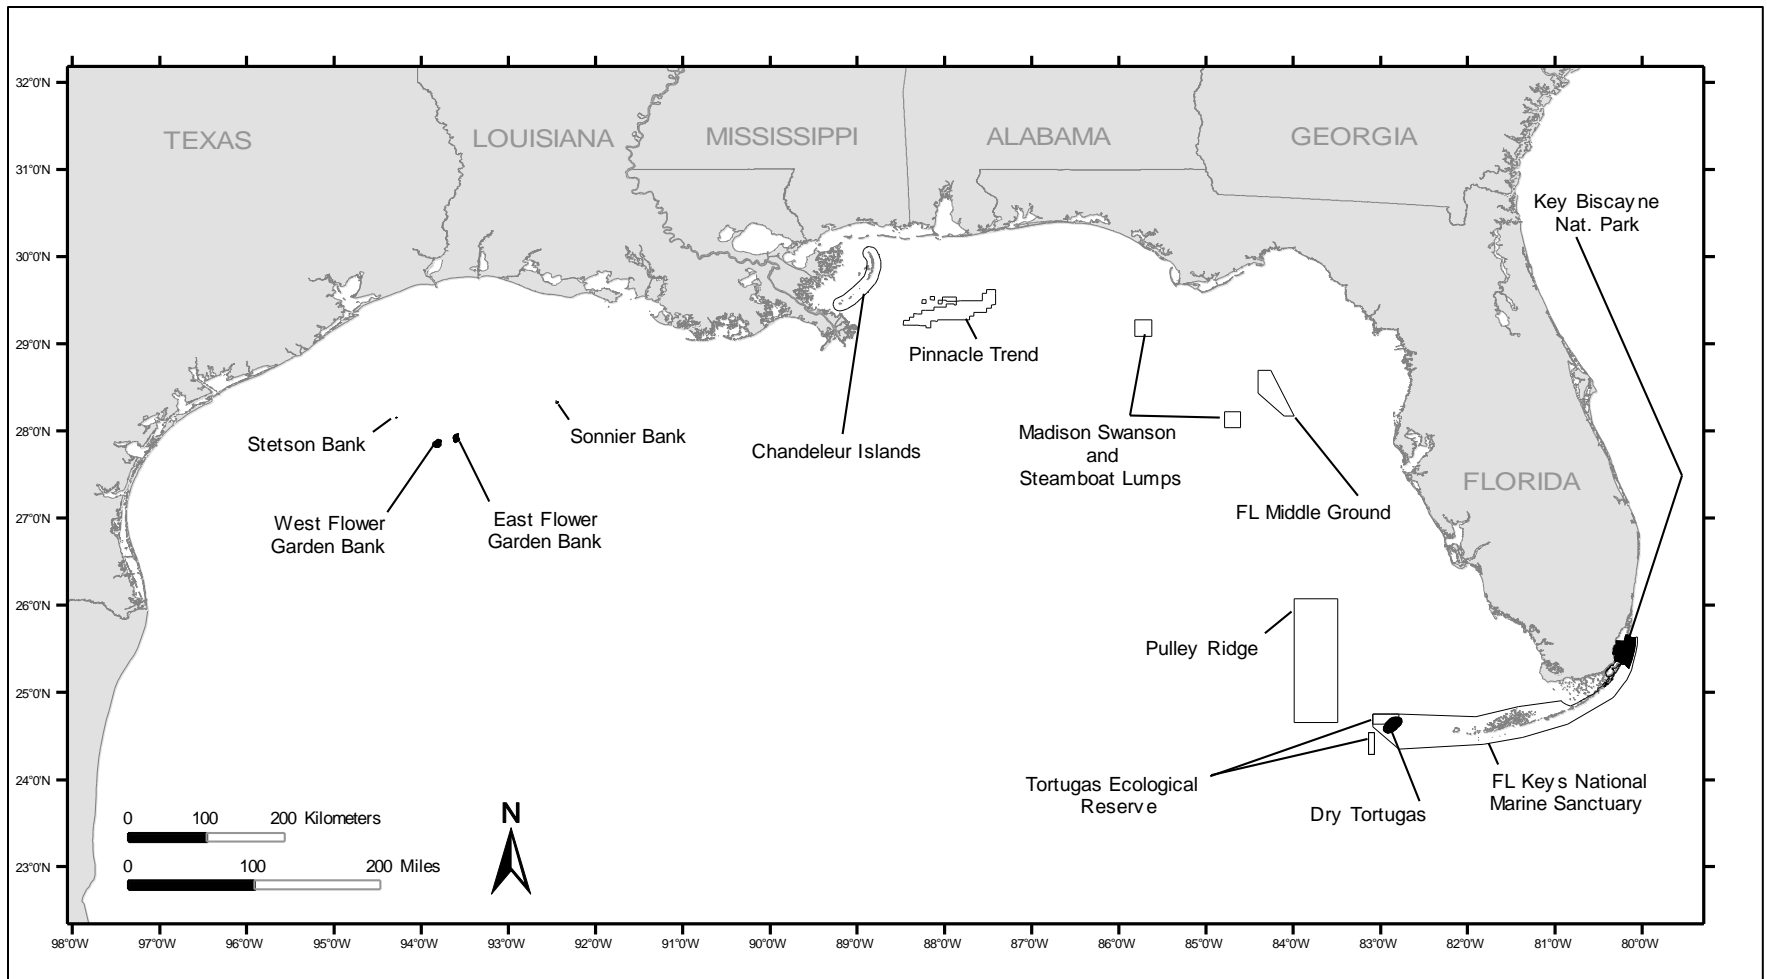 32°0'N
31°0'N
30°0'N
29°0'N
28°0'N
27°0'N
26°0'N
25°0'N
24°0'N
23°0'N
TEXAS
LOUISIANA
MISSISSIPPI
ALABAMA
GEORGIA
FLORIDA
Key Biscayne
Nat. Park
Pinnacle Trend
Stetson Bank
Sonnier Bank
Chandeleur Islands
Madison Swanson
and
Steamboat Lumps
FL Middle Ground
West Flower
Garden Bank
East Flower
Garden Bank
Pulley Ridge
Tortugas Ecological
Reserve
Dry Tortugas
FL Keys National
Marine Sanctuary
0 100 200 Kilometers
0 100 200 Miles
N
98°0'W 97°0'W 96°0'W 95°0'W 94°0'W 93°0'W 92°0'W 91°0'W 90°0'W 89°0'W 88°0'W 87°0'W 86°0'W 85°0'W 84°0'W 83°0'W 82°0'W 81°0'W 80°0'W